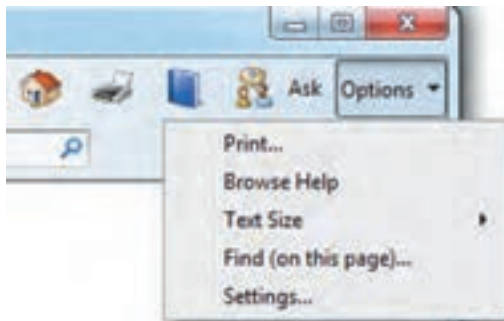 Ask Options
Print...
Browse Help
Text Size
Find (on this page)...
Settings...